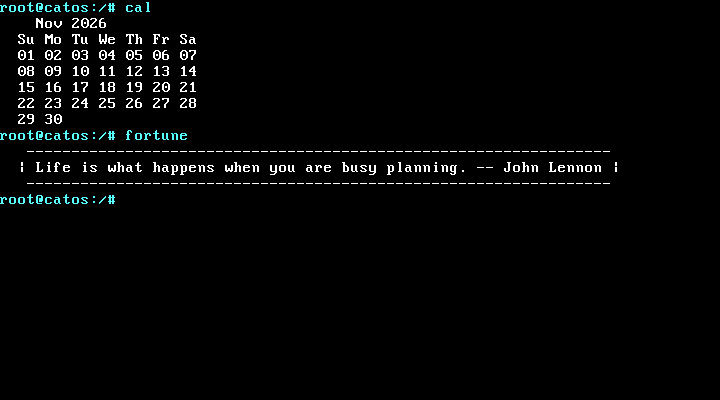 root@catos:/# cal
Nov 2026
Su Mo Tu We Th Fr Sa
01 02 03 04 05 06 07
08 09 10 11 12 13 14
15 16 17 18 19 20 21
22 23 24 25 26 27 28
29 30
root@catos:/# fortune
-----------------------------------------------------------------
| Life is what happens when you are busy planning. -- John Lennon |
-----------------------------------------------------------------
root@catos:/#